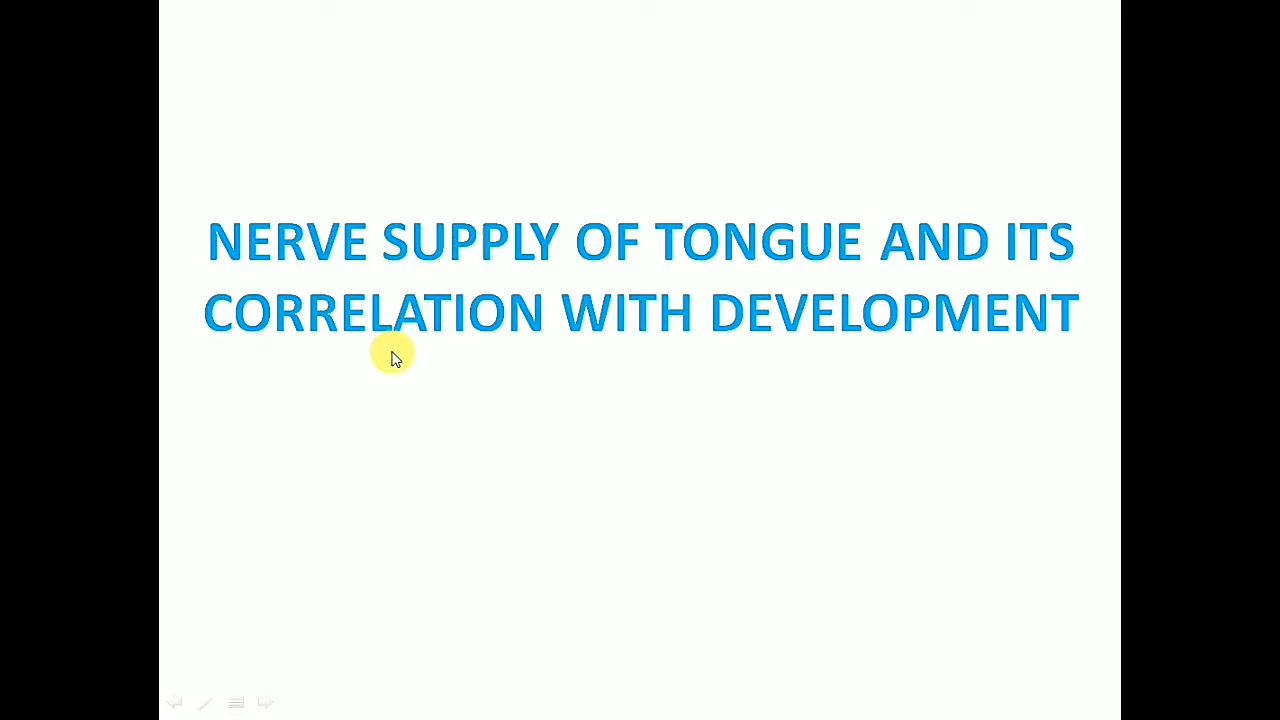 NERVE SUPPLY OF TONGUE AND ITS
CORRELATION WITH DEVELOPMENT